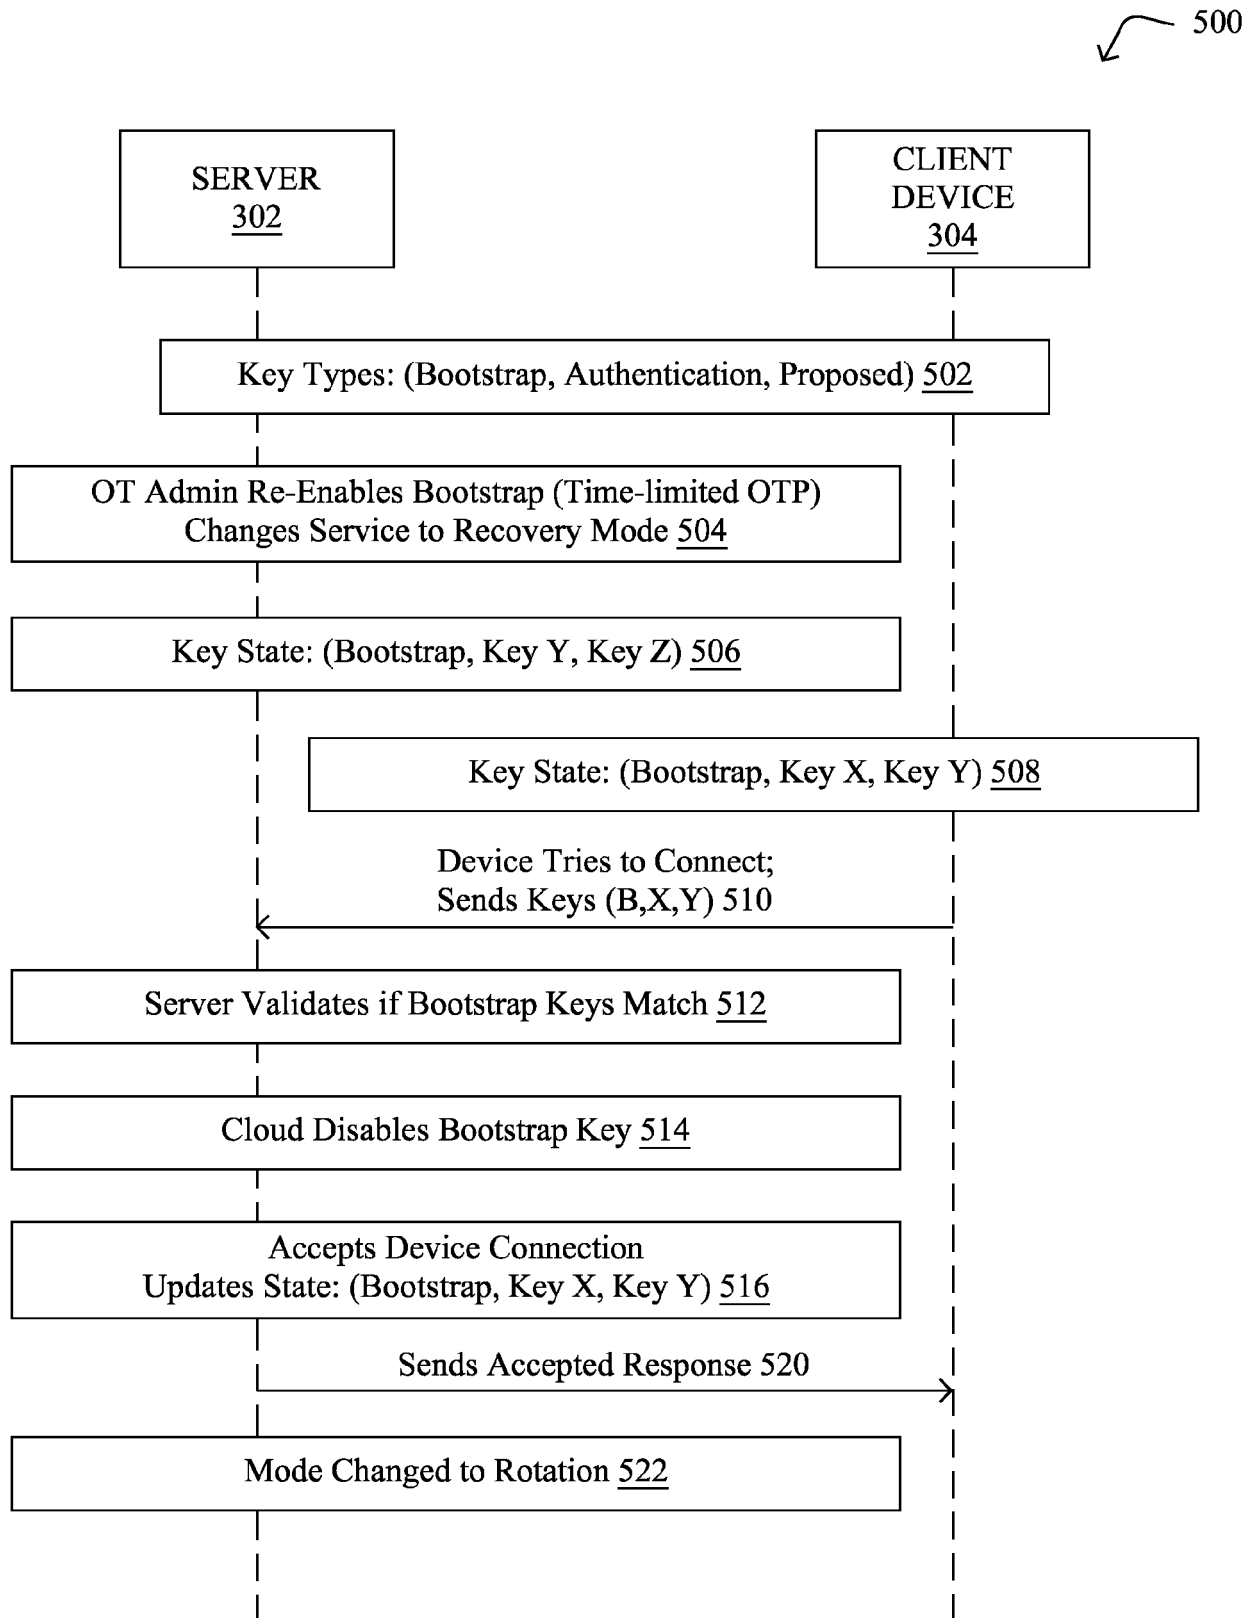 500
SERVER
302
CLIENT
DEVICE
304
Key Types: (Bootstrap, Authentication, Proposed) 502
OT Admin Re-Enables Bootstrap (Time-limited OTP)
Changes Service to Recovery Mode 504
Key State: (Bootstrap, Key Y, Key Z) 506
Key State: (Bootstrap, Key X, Key Y) 508
Device Tries to Connect;
Sends Keys (B,X,Y) 510
Server Validates if Bootstrap Keys Match 512
Cloud Disables Bootstrap Key 514
Accepts Device Connection
Updates State: (Bootstrap, Key X, Key Y) 516
Sends Accepted Response 520
Mode Changed to Rotation 522